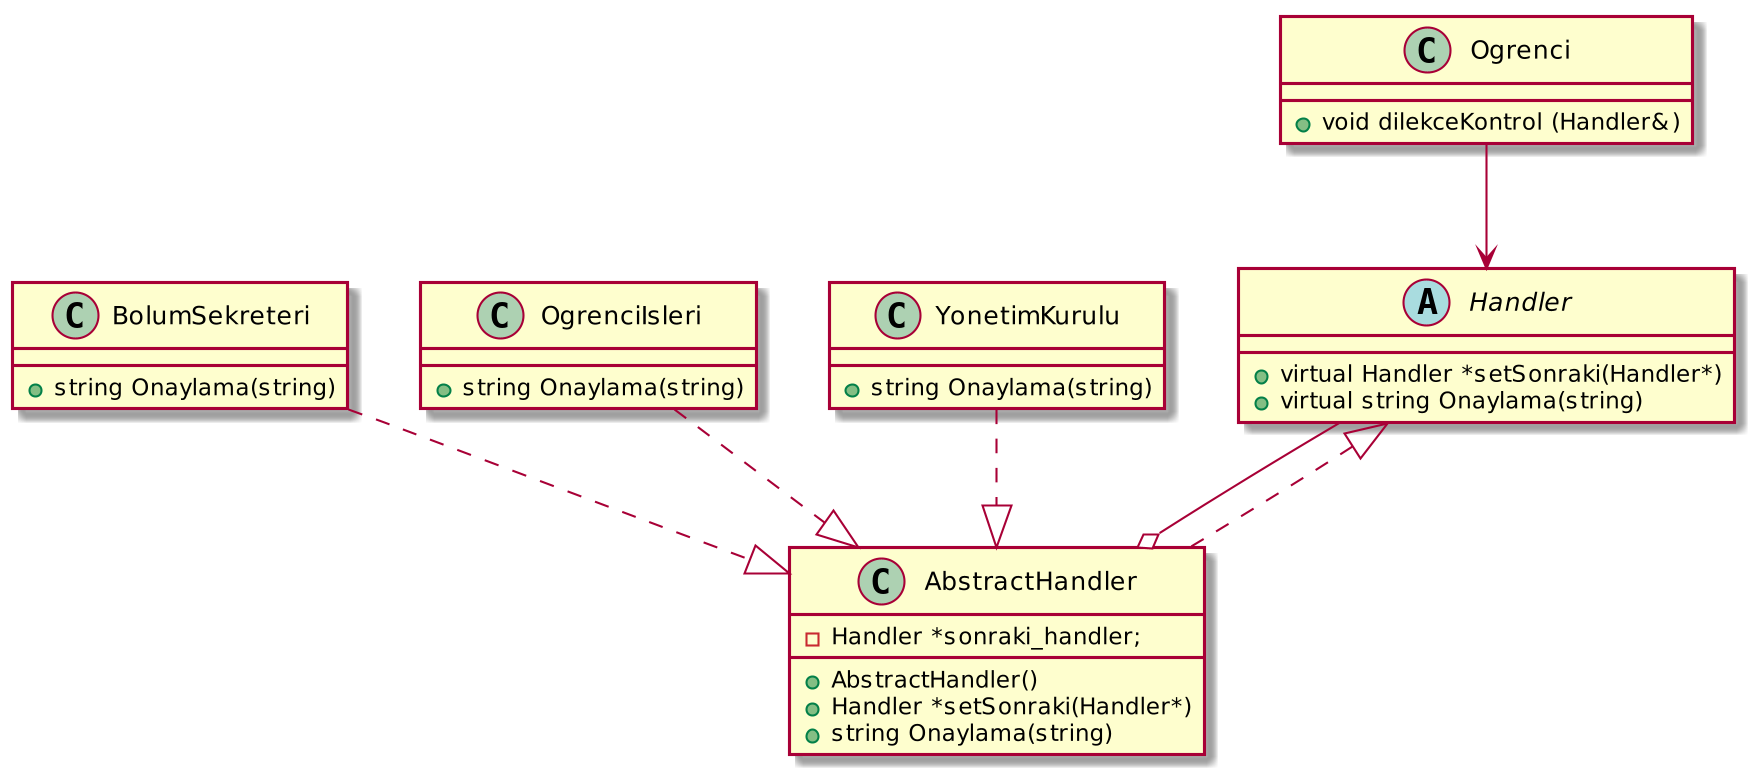 C Ogrenci
void dilekceKontrol (Handler&)
C BolumSekreteri
string Onaylama(string)
C OgrenciIsleri
string Onaylama(string)
C YonetimKurulu
string Onaylama(string)
A Handler
virtual Handler *setSonraki(Handler*)
virtual string Onaylama(string)
C AbstractHandler
Handler *sonraki_handler;
AbstractHandler()
Handler *setSonraki(Handler*)
string Onaylama(string)